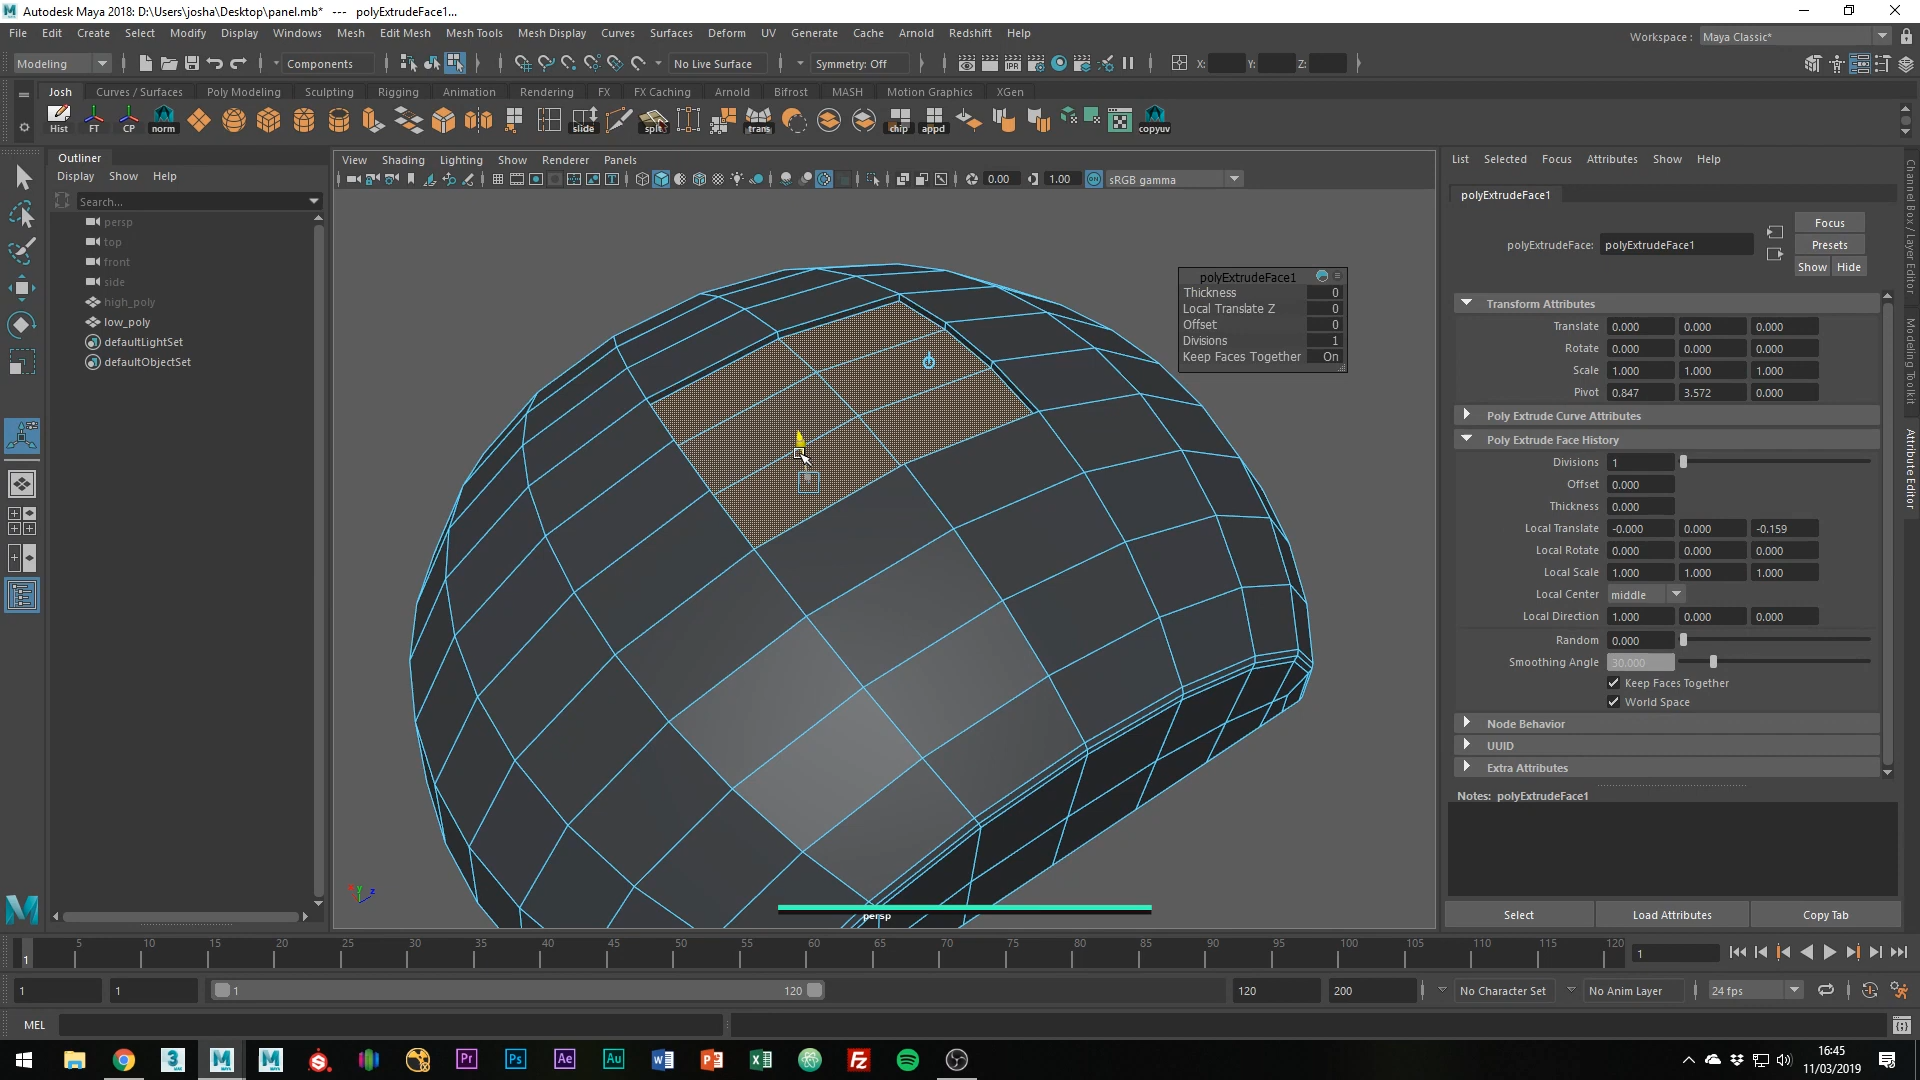 Autodesk Maya 2018: D:\Users\josha\Desktop\panel.mb* --- polyExtrudeFace1...
File Edit Create Select Modify Display Windows Mesh Edit Mesh Mesh Tools Mesh Display Curves Surfaces Deform UV Generate Cache Arnold Redshift Help
Workspace : Maya Classic*
Modeling Components No Live Surface Symmetry: Off X: Y: Z:
Josh Curves / Surfaces Poly Modeling Sculpting Rigging Animation Rendering FX FX Caching Arnold Bifrost MASH Motion Graphics XGen
Hist FT CP norm slide split trans chip appd copyuv
Outliner
Display Show Help
Search...
persp
top
front
side
high_poly
low_poly
defaultLightSet
defaultObjectSet
View Shading Lighting Show Renderer Panels
0.00 1.00 ON sRGB gamma
polyExtrudeFace1
Thickness 0
Local Translate Z 0
Offset 0
Divisions 1
Keep Faces Together On
persp
List Selected Focus Attributes Show Help
polyExtrudeFace1
Focus
polyExtrudeFace: polyExtrudeFace1 Presets
Show Hide
Transform Attributes
Translate 0.000 0.000 0.000
Rotate 0.000 0.000 0.000
Scale 1.000 1.000 1.000
Pivot 0.847 3.572 0.000
Poly Extrude Curve Attributes
Poly Extrude Face History
Divisions 1
Offset 0.000
Thickness 0.000
Local Translate -0.000 0.000 -0.159
Local Rotate 0.000 0.000 0.000
Local Scale 1.000 1.000 1.000
Local Center middle
Local Direction 1.000 0.000 0.000
Random 0.000
Smoothing Angle 30.000
Keep Faces Together
World Space
Node Behavior
UUID
Extra Attributes
Notes: polyExtrudeFace1
Select Load Attributes Copy Tab
Channel Box / Layer Editor
Modeling Toolkit
Attribute Editor
5 10 15 20 25 30 35 40 45 50 55 60 65 70 75 80 85 90 95 100 105 110 115 120
1 1
1 1 1 120 120 200 No Character Set No Anim Layer 24 fps
MEL
16:45
11/03/2019